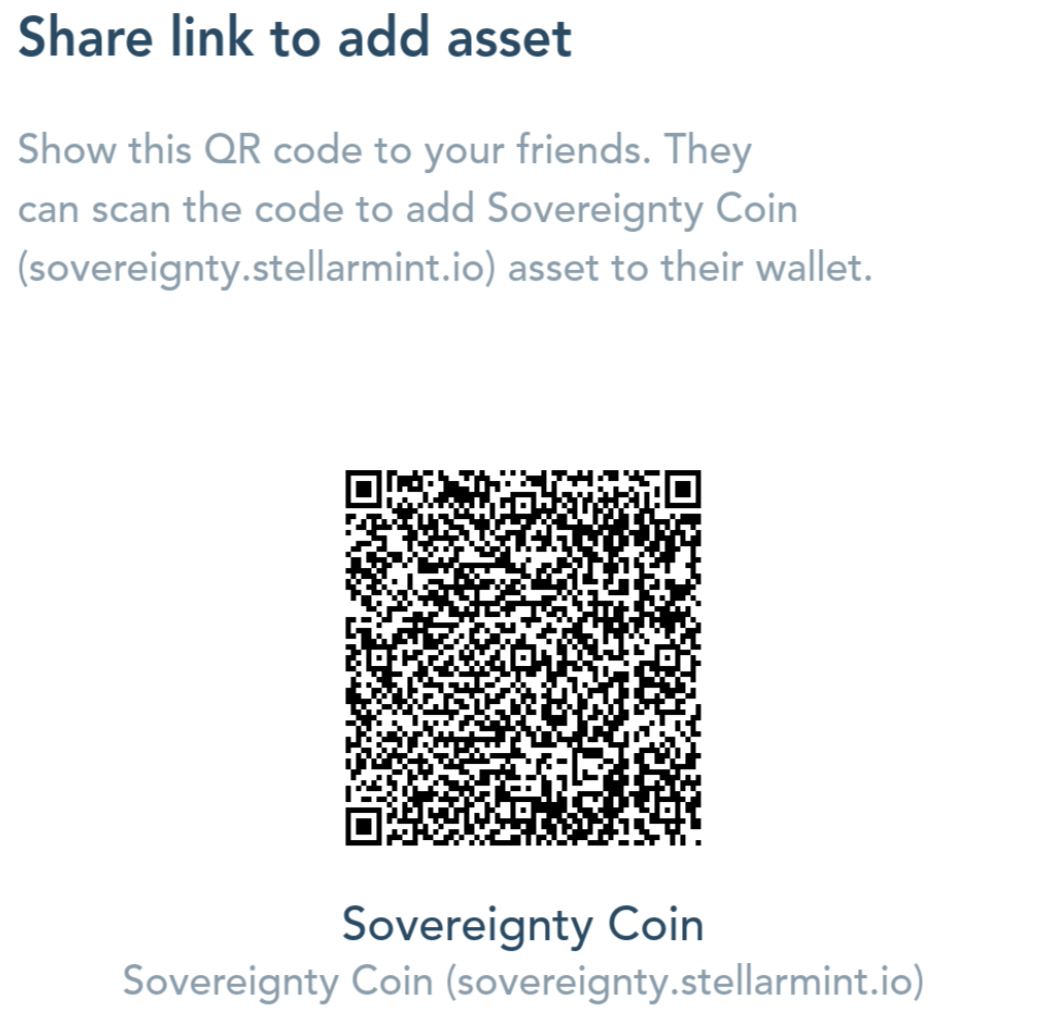 Share link to add asset
Show this QR code to your friends. They
can scan the code to add Sovereignty Coin
(sovereignty.stellarmint.io) asset to their wallet.
Sovereignty Coin
Sovereignty Coin (sovereignty.stellarmint.io)